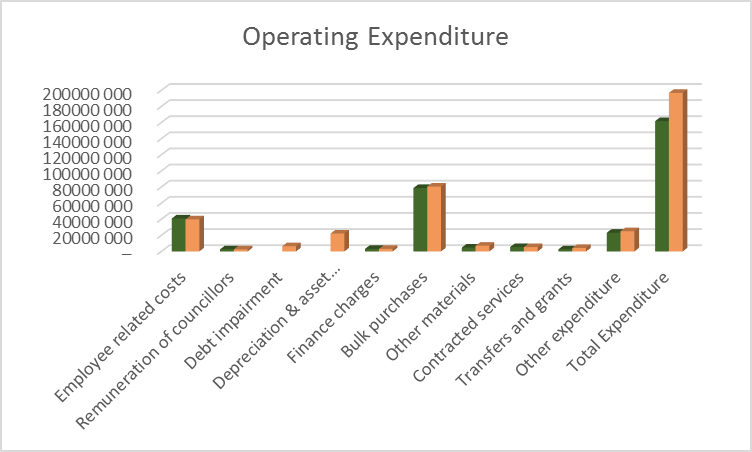 Operating Expenditure
200000 000
180000 000
160000 000
140000 000
120000 000
100000 000
80000 000
60000 000
40000 000
20000 000
–
Employee related costs
Remuneration of councillors
Debt impairment
Depreciation & asset...
Finance charges
Bulk purchases
Other materials
Contracted services
Transfers and grants
Other expenditure
Total Expenditure